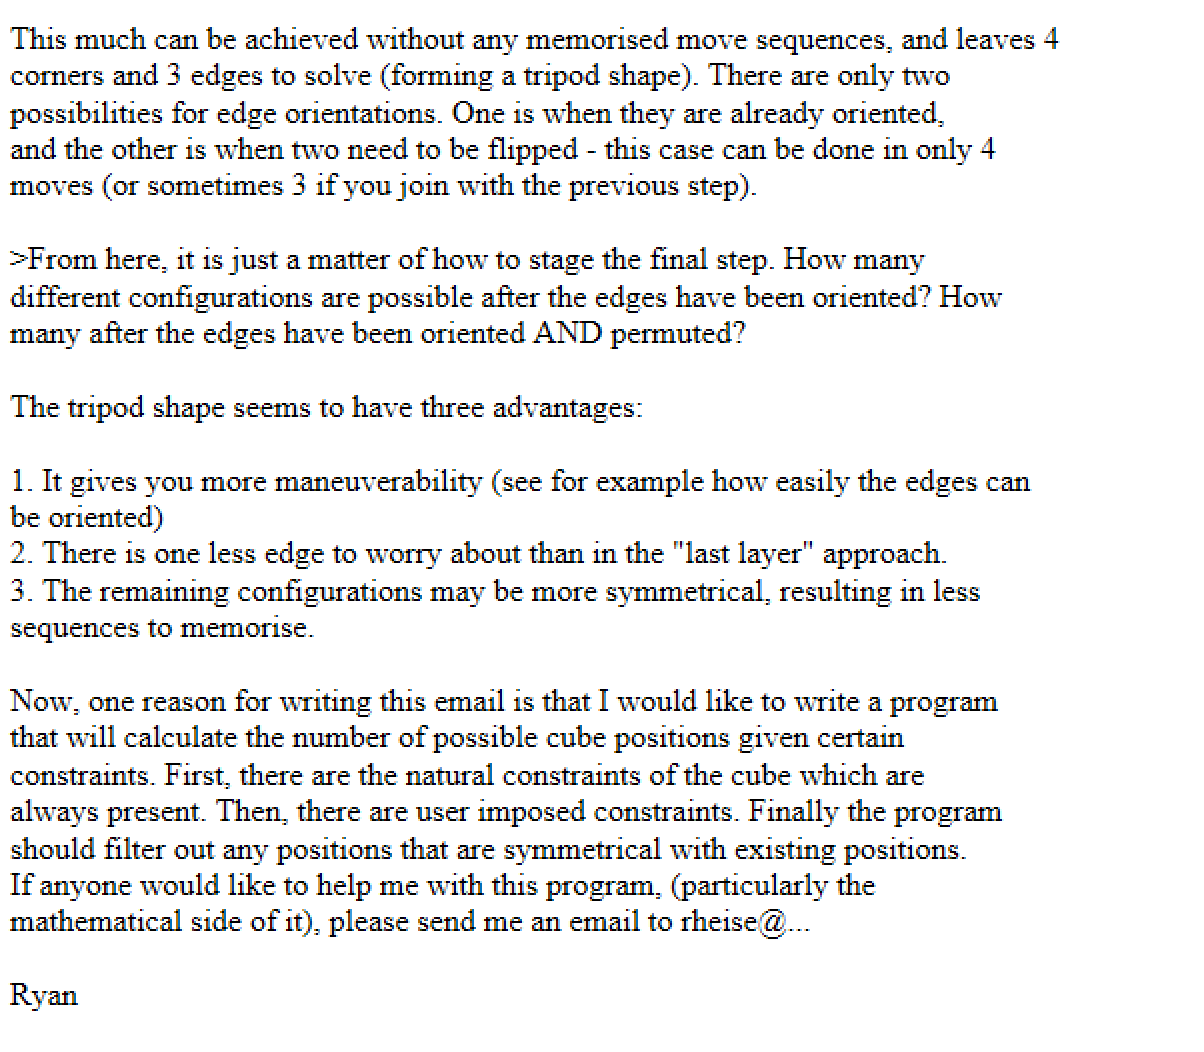 This much can be achieved without any memorised move sequences, and leaves 4
corners and 3 edges to solve (forming a tripod shape). There are only two
possibilities for edge orientations. One is when they are already oriented,
and the other is when two need to be flipped - this case can be done in only 4
moves (or sometimes 3 if you join with the previous step).
>From here, it is just a matter of how to stage the final step. How many
different configurations are possible after the edges have been oriented? How
many after the edges have been oriented AND permuted?
The tripod shape seems to have three advantages:
1. It gives you more maneuverability (see for example how easily the edges can
be oriented)
2. There is one less edge to worry about than in the "last layer" approach.
3. The remaining configurations may be more symmetrical, resulting in less
sequences to memorise.
Now, one reason for writing this email is that I would like to write a program
that will calculate the number of possible cube positions given certain
constraints. First, there are the natural constraints of the cube which are
always present. Then, there are user imposed constraints. Finally the program
should filter out any positions that are symmetrical with existing positions.
If anyone would like to help me with this program, (particularly the
mathematical side of it), please send me an email to rheise@...
Ryan